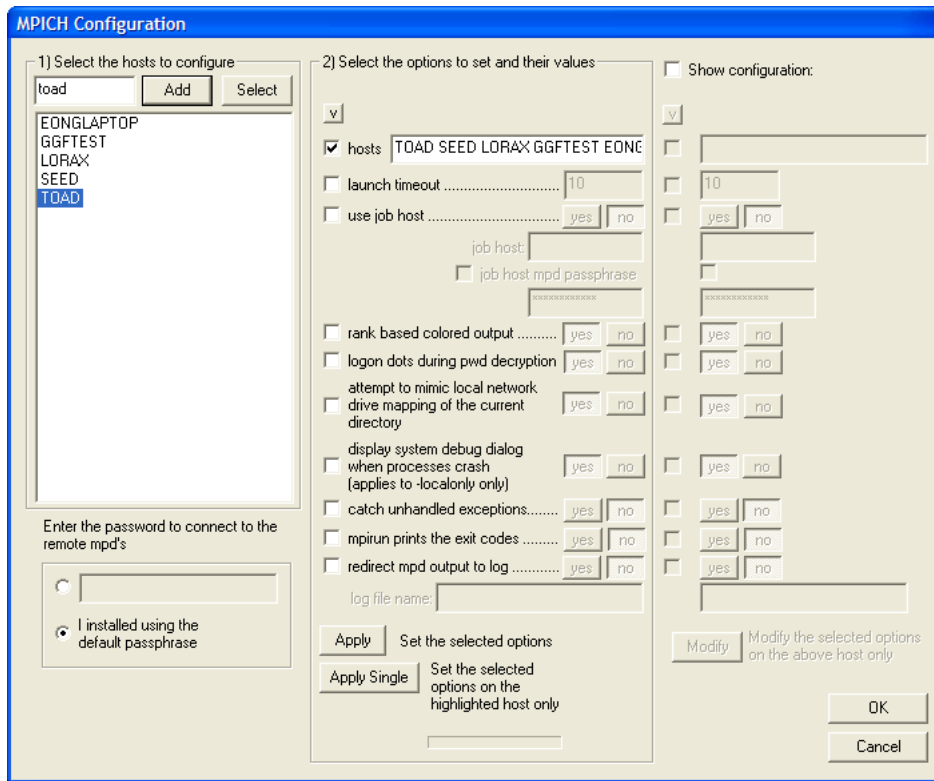 MPICH Configuration
1) Select the hosts to configure
toad
Add
Select
EONGLAPTOP
GGFTEST
LORAX
SEED
TOAD
Enter the password to connect to the
remote mpd's
I installed using the
default passphrase
2) Select the options to set and their values
v
hosts TOAD SEED LORAX GGFTEST EONG
launch timeout ............................. 10
use job host ................................. yes no
job host:
job host mpd passphrase
************
rank based colored output .......... yes no
logon dots during pwd decryption yes no
attempt to mimic local network
drive mapping of the current
directory
yes no
display system debug dialog
when processes crash
(applies to -localonly only)
yes no
catch unhandled exceptions........ yes no
mpirun prints the exit codes ......... yes no
redirect mpd output to log ............ yes no
log file name:
Apply Set the selected options
Apply Single
Set the selected
options on the
highlighted host only
Show configuration:
v
10
yes no
************
yes no
yes no
yes no
yes no
yes no
yes no
yes no
Modify
Modify the selected options
on the above host only
OK
Cancel